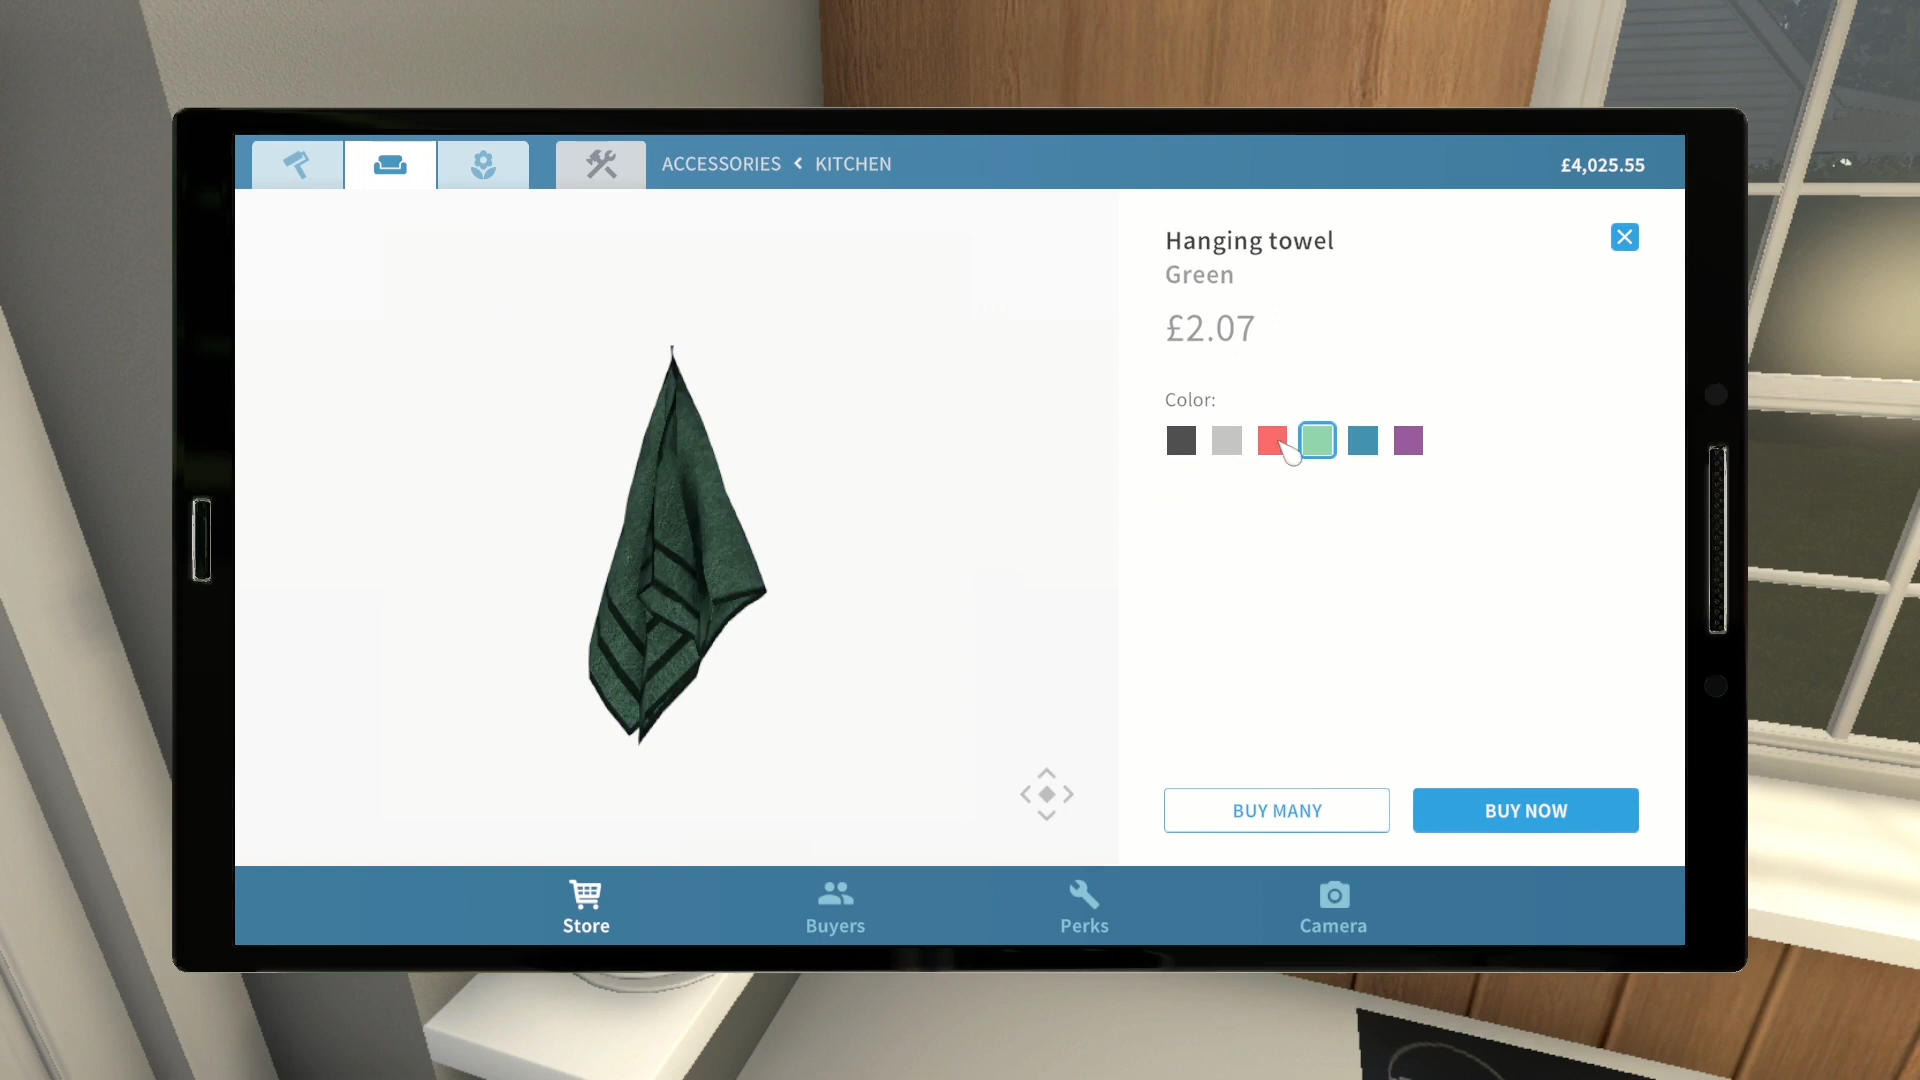 ACCESSORIES < KITCHEN
£4,025.55
Hanging towel
Green
£2.07
Color:
BUY MANY
BUY NOW
Store
Buyers
Perks
Camera